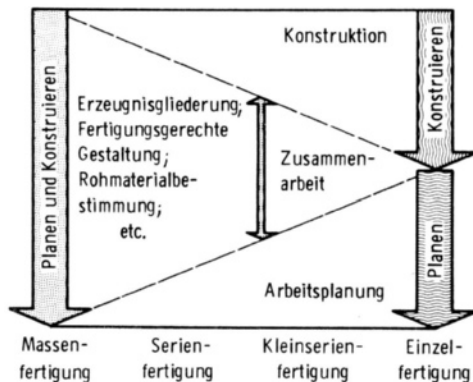 Planen und Konstruieren
Konstruktion
Konstruieren
Erzeugnisgliederung;
Fertigungsgerechte
Gestaltung;
Rohmaterialbe-
stimmung;
etc.
Zusammen-
arbeit
Planen
Arbeitsplanung
Massen-
fertigung
Serien-
fertigung
Kleinserien-
fertigung
Einzel-
fertigung